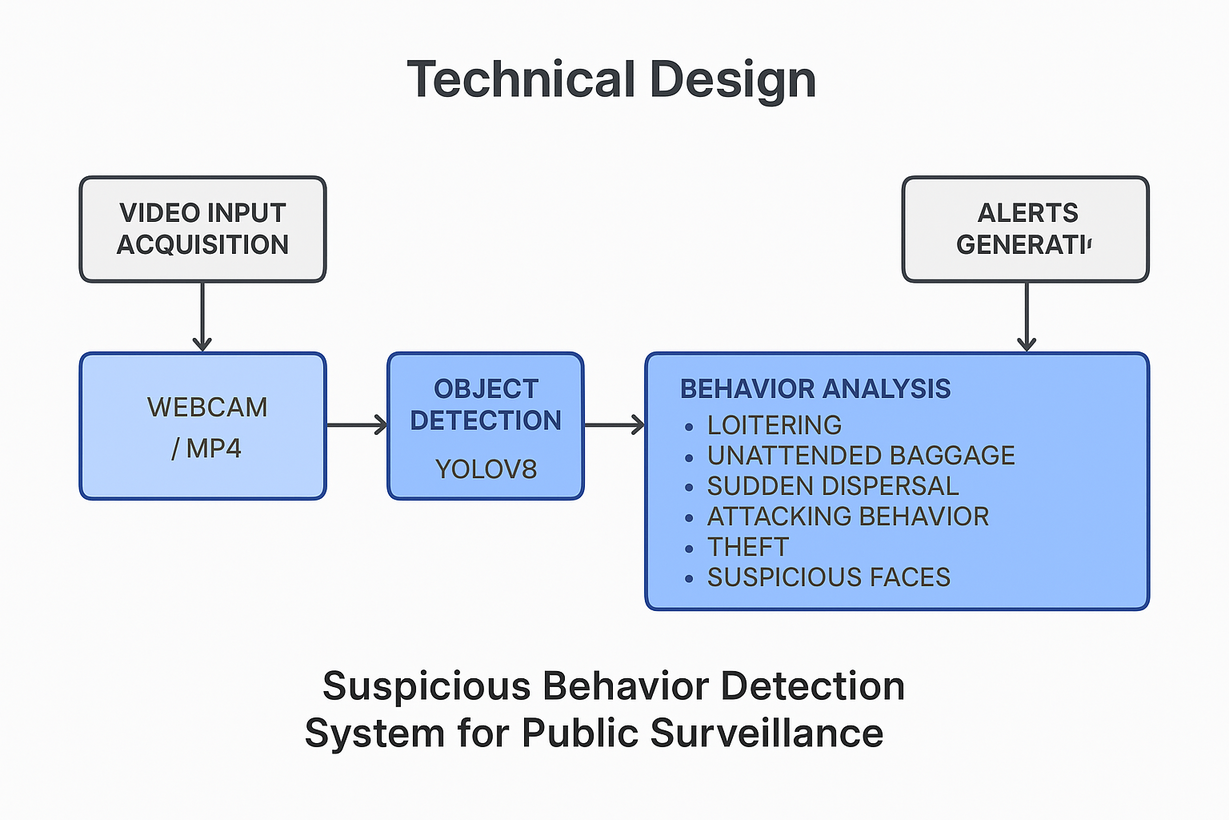 Technical Design
VIDEO INPUT
ACQUISITION
ALERTS
GENERATI
WEBCAM
/ MP4
OBJECT
DETECTION
YOLOV8
BEHAVIOR ANALYSIS
• LOITERING
• UNATTENDED BAGGAGE
• SUDDEN DISPERSAL
• ATTACKING BEHAVIOR
• THEFT
• SUSPICIOUS FACES
Suspicious Behavior Detection
System for Public Surveillance